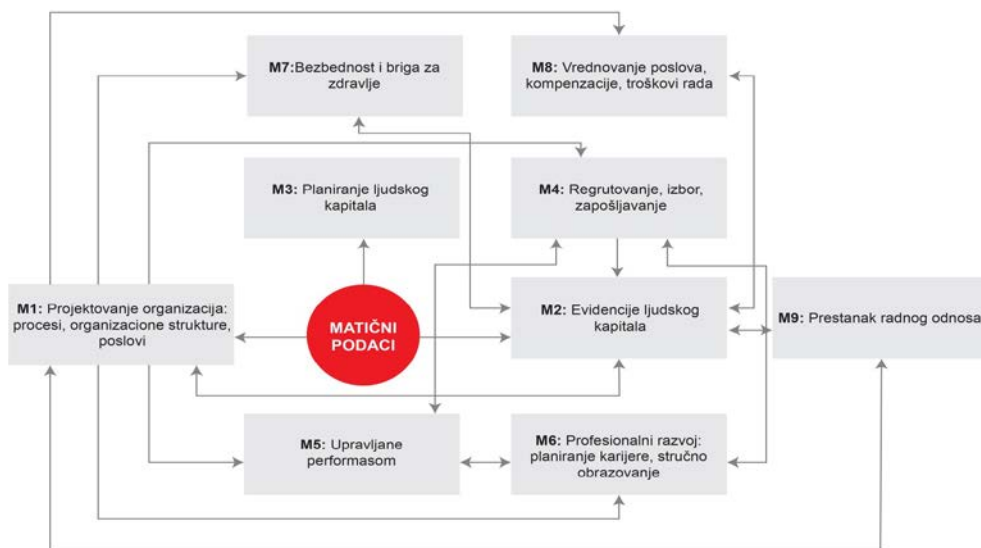 M7:Bezbednost i briga za
zdravlje
M8: Vrednovanje poslova,
kompenzacije, troškovi rada
M3: Planiranje ljudskog
kapitala
M4: Regrutovanje, izbor,
zapošljavanje
M1: Projektovanje organizacija:
procesi, organizacione strukture,
poslovi
MATIČNI
PODACI
M2: Evidencije ljudskog
kapitala
M9: Prestanak radnog odnosa
M5: Upravljane
performasom
M6: Profesionalni razvoj:
planiranje karijere, stručno
obrazovanje